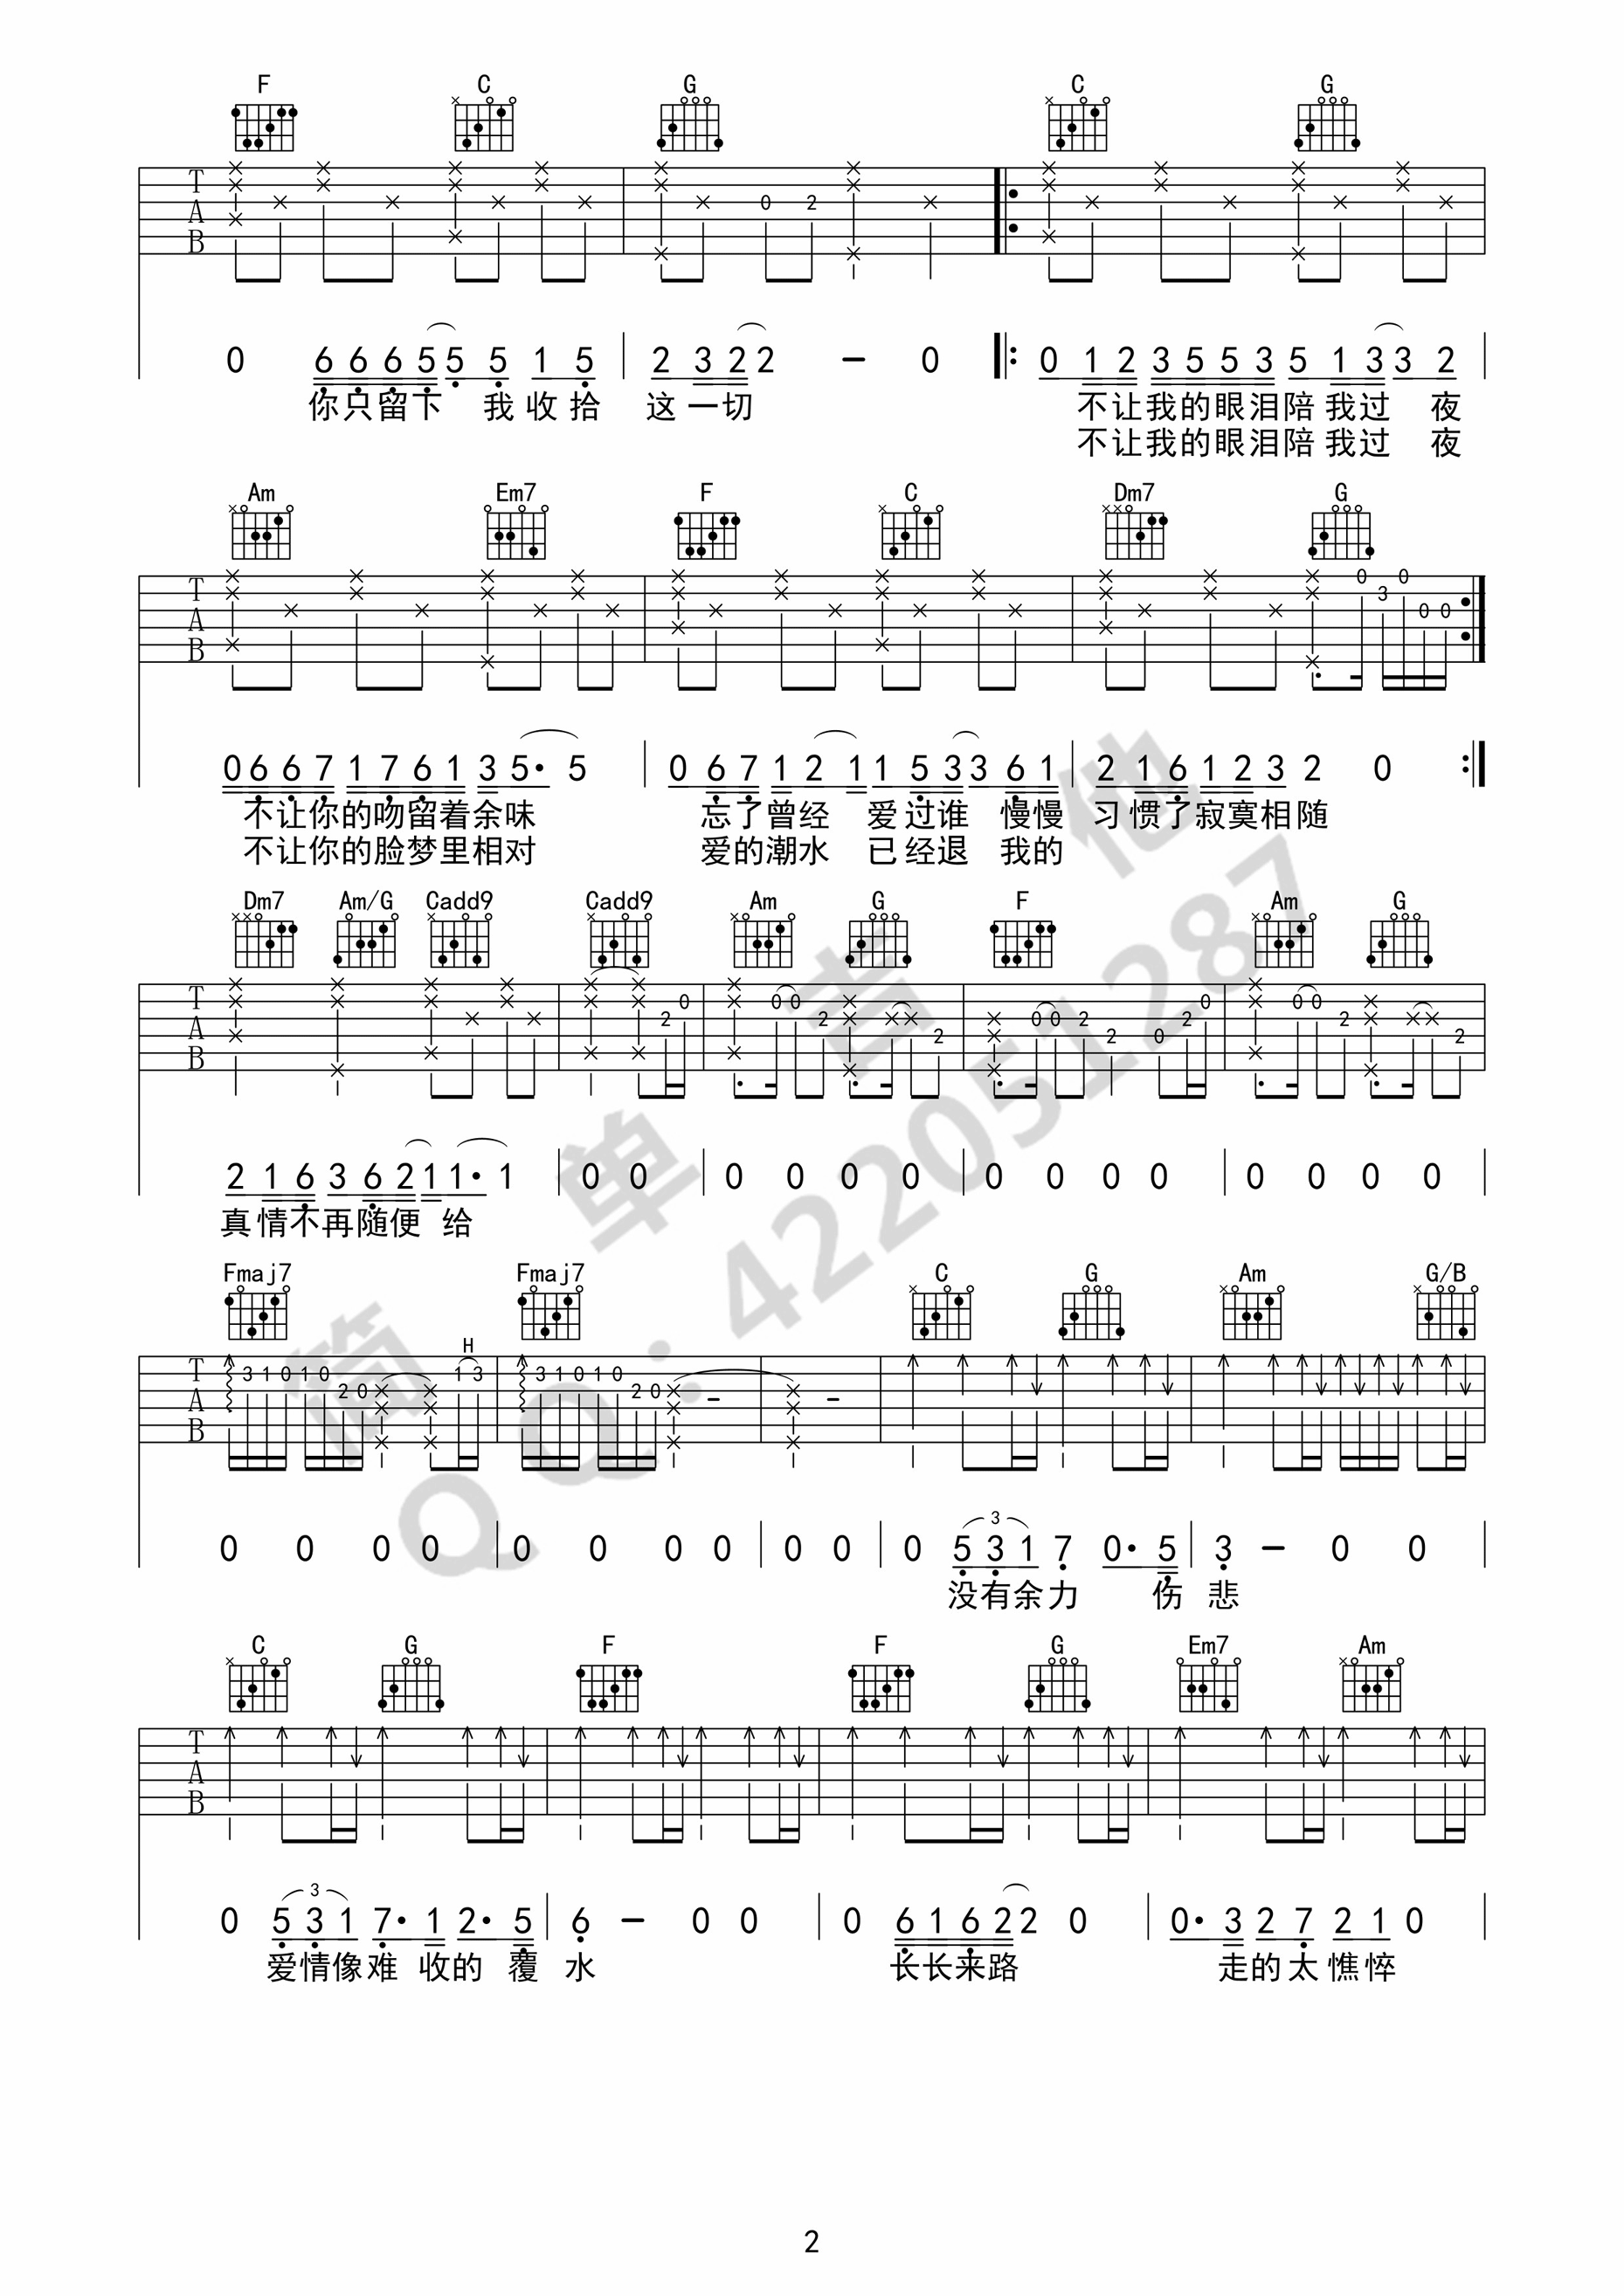 F C G C G
T A B 0 2
0 6 6 6 5 5 5 1 5 2 3 2 2 - 0 0 1 2 3 5 5 3 5 1 3 3 2
你只留下 我收拾 这一切 不让我的眼泪陪我过 夜
不让我的眼泪陪我过 夜
Am Em7 F C Dm7 G
T A B 0 3 0 0 0
0 6 6 7 1 7 6 1 3 5· 5 0 6 7 1 2 1 1 5 3 3 6 1 2 1 6 1 2 3 2 0
不让你的吻留着余味 忘了曾经 爱过谁 慢慢 习惯了寂寞相随
不让你的脸梦里相对 爱的潮水 已经退 我的
Dm7 Am/G Cadd9 Cadd9 Am G F Am G
T A B 2 0 0 0 2 2 0 0 2 2 0 2 0 0 0 2 2
2 1 6 3 6 2 1 1· 1 0 0 0 0 0 0 0 0 0 0 0 0 0 0
真情不再随便 给
Fmaj7 Fmaj7 C G Am G/B
H
T A B 3 1 0 1 0 2 0 1 3 3 1 0 1 0 2 0 - -
3
0 0 0 0 0 0 0 0 0 0 0 5 3 1 7 0· 5 3 - 0 0
没有余力 伤 悲
C G F F G Em7 Am
T A B
3
0 5 3 1 7· 1 2· 5 6 - 0 0 0 6 1 6 2 2 0 0· 3 2 7 2 1 0
爱情像难 收的 覆 水 长长来路 走的太憔悴
简单吉他
QQ：42205128​7
2